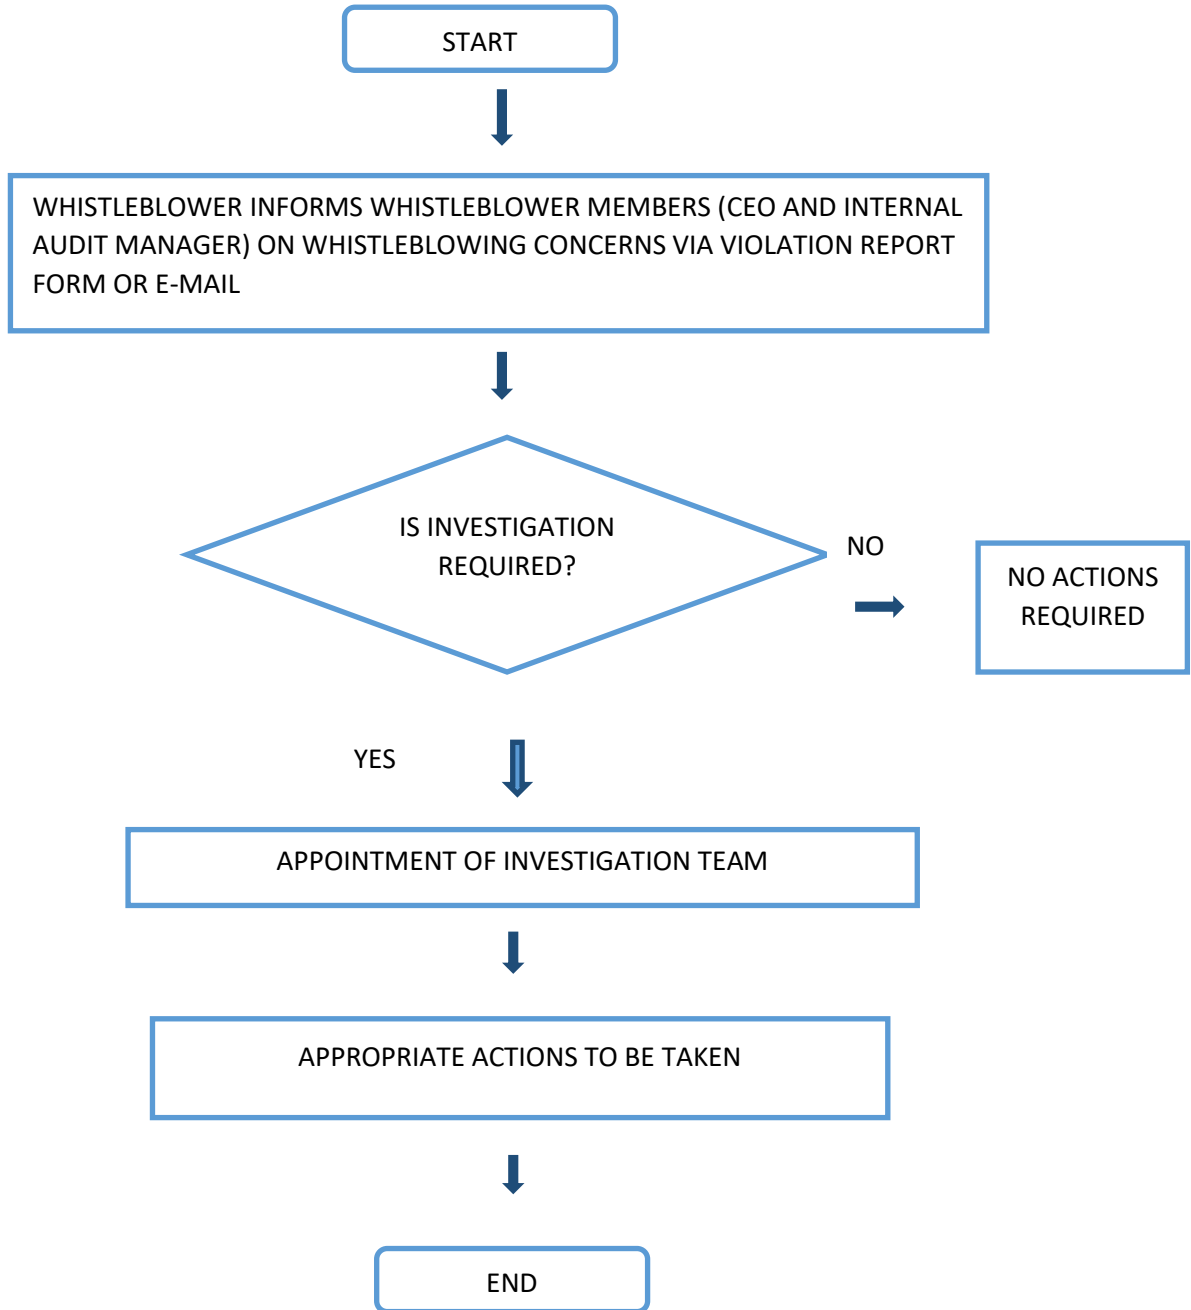 START
WHISTLEBLOWER INFORMS WHISTLEBLOWER MEMBERS (CEO AND INTERNAL
AUDIT MANAGER) ON WHISTLEBLOWING CONCERNS VIA VIOLATION REPORT
FORM OR E-MAIL
IS INVESTIGATION
REQUIRED?
NO
NO ACTIONS
REQUIRED
YES
APPOINTMENT OF INVESTIGATION TEAM
APPROPRIATE ACTIONS TO BE TAKEN
END